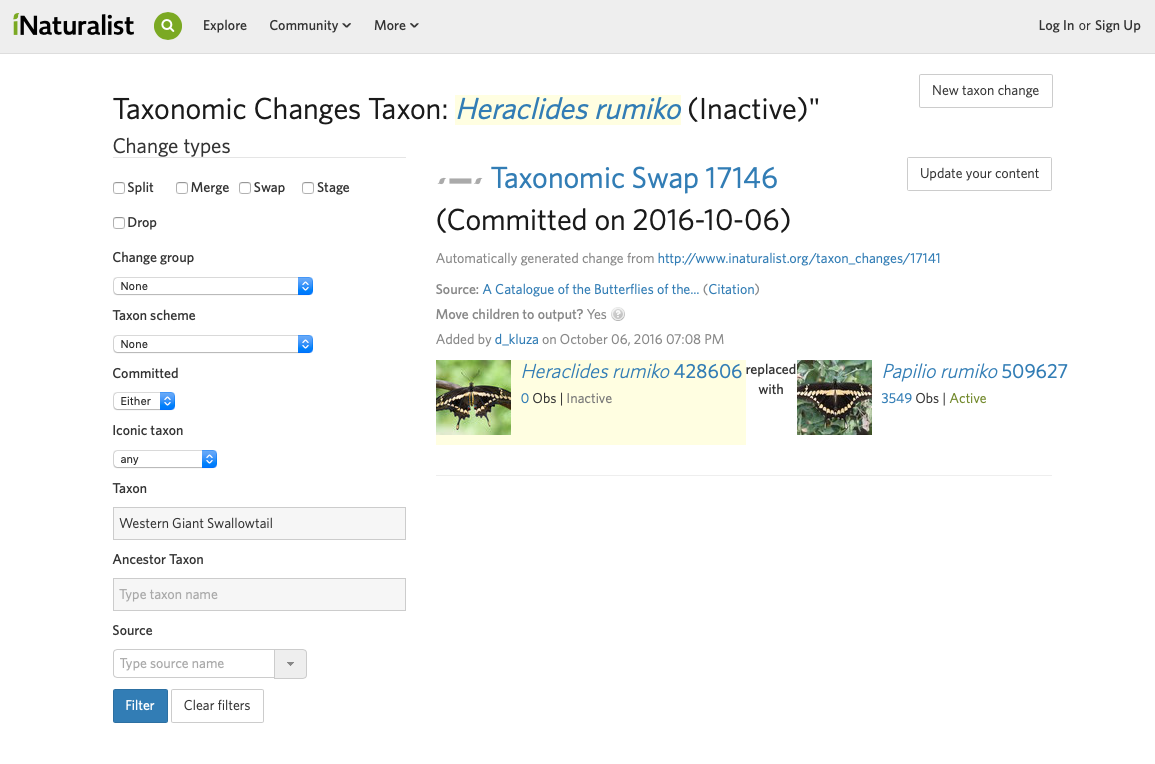 iNaturalist
Explore
Community
More
Log In or Sign Up
Taxonomic Changes Taxon: Heraclides rumiko (Inactive)"
New taxon change
Change types
Split
Merge
Swap
Stage
Drop
Change group
None
Taxon scheme
None
Committed
Either
Iconic taxon
any
Taxon
Western Giant Swallowtail
Ancestor Taxon
Type taxon name
Source
Type source name
Filter
Clear filters
Taxonomic Swap 17146
(Committed on 2016-10-06)
Update your content
Automatically generated change from http://www.inaturalist.org/taxon_changes/17141
Source: A Catalogue of the Butterflies of the... (Citation)
Move children to output? Yes ?
Added by d_kluza on October 06, 2016 07:08 PM
Heraclides rumiko 428606
0 Obs | Inactive
replaced
with
Papilio rumiko 509627
3549 Obs | Active